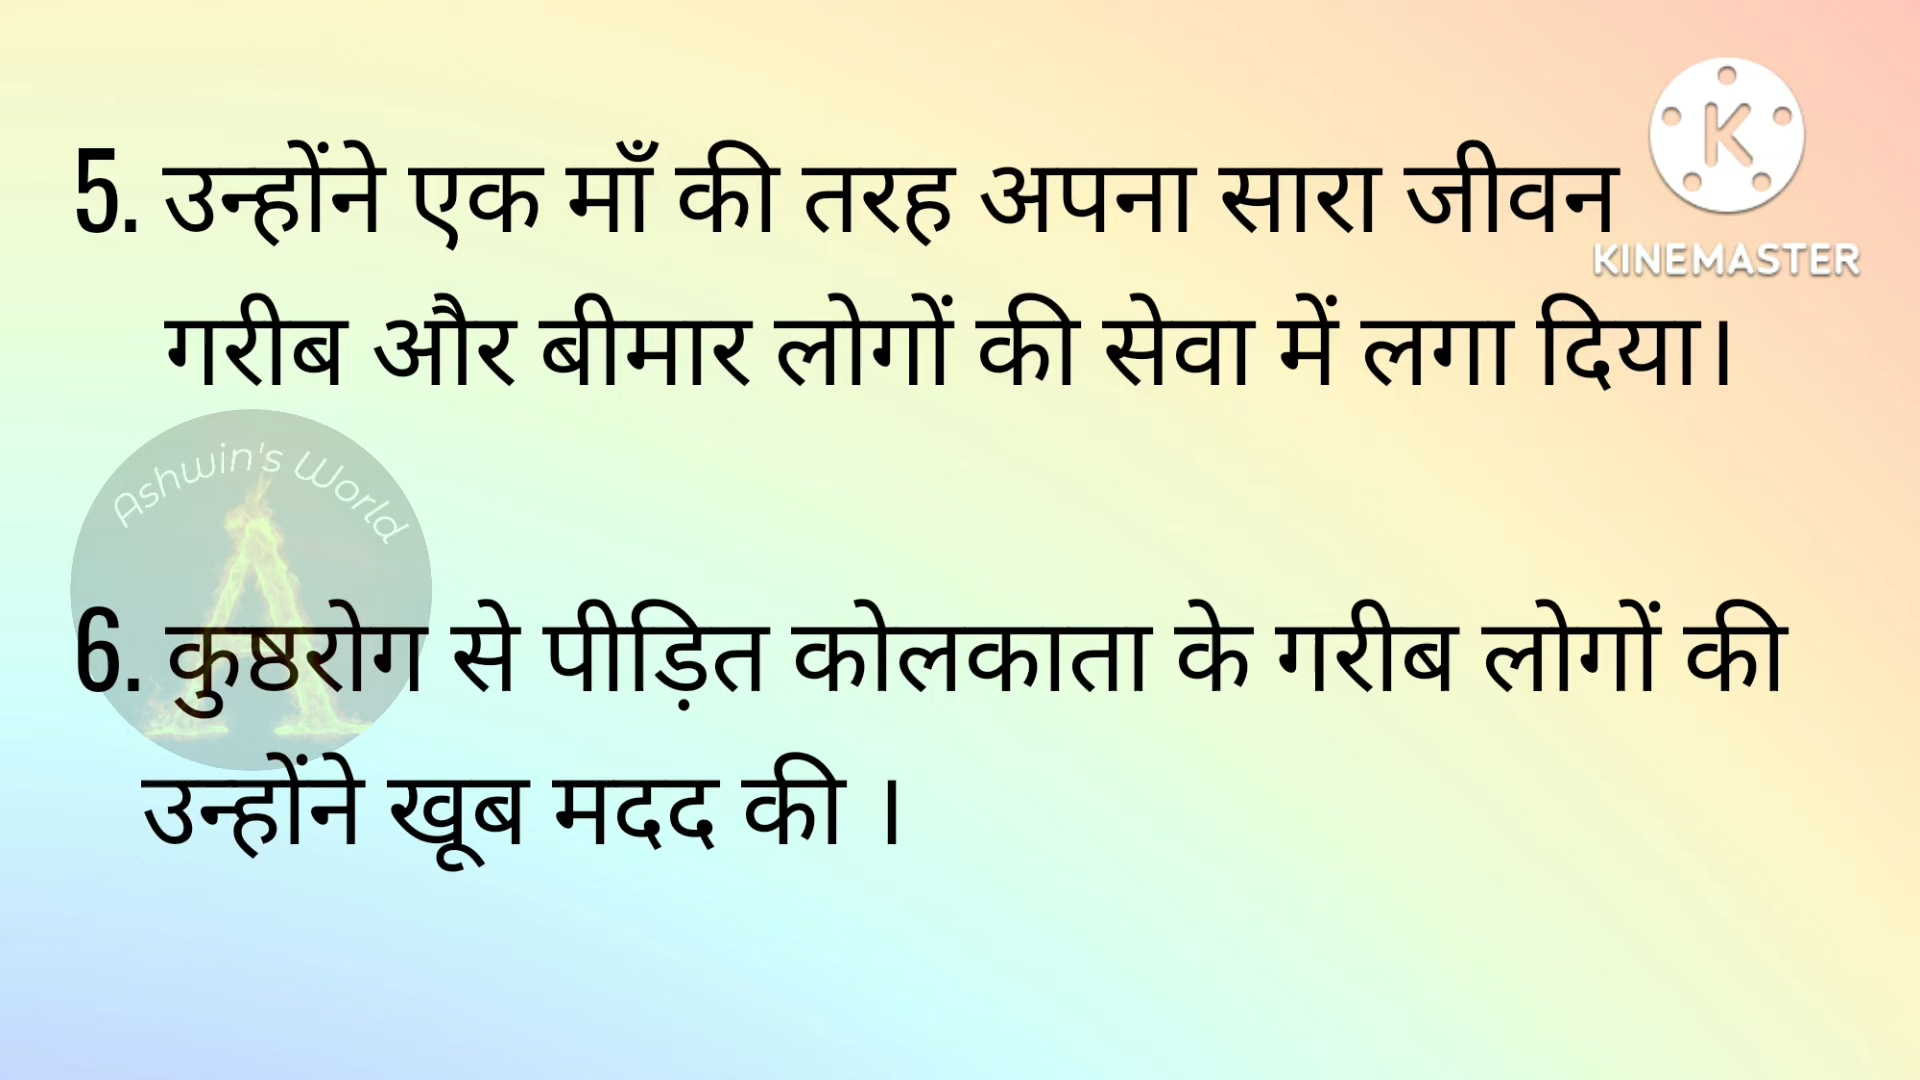 5. उन्होंने एक माँ की तरह अपना सारा जीवन
गरीब और बीमार लोगों की सेवा में लगा दिया।
6. कुष्ठरोग से पीड़ित कोलकाता के गरीब लोगों की
उन्होंने खूब मदद की ।
K
KINEMASTER
Ashwin's World
A